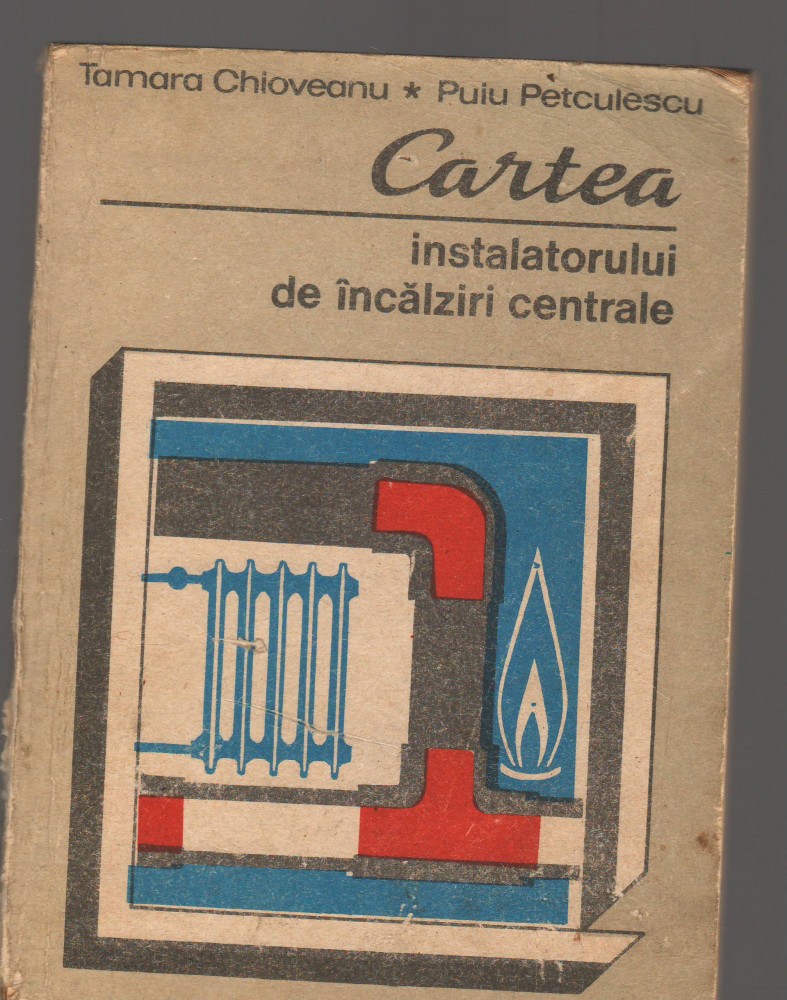 Tamara Chioveanu * Puiu Petculescu
Cartea
instalatorului
de încălziri centrale